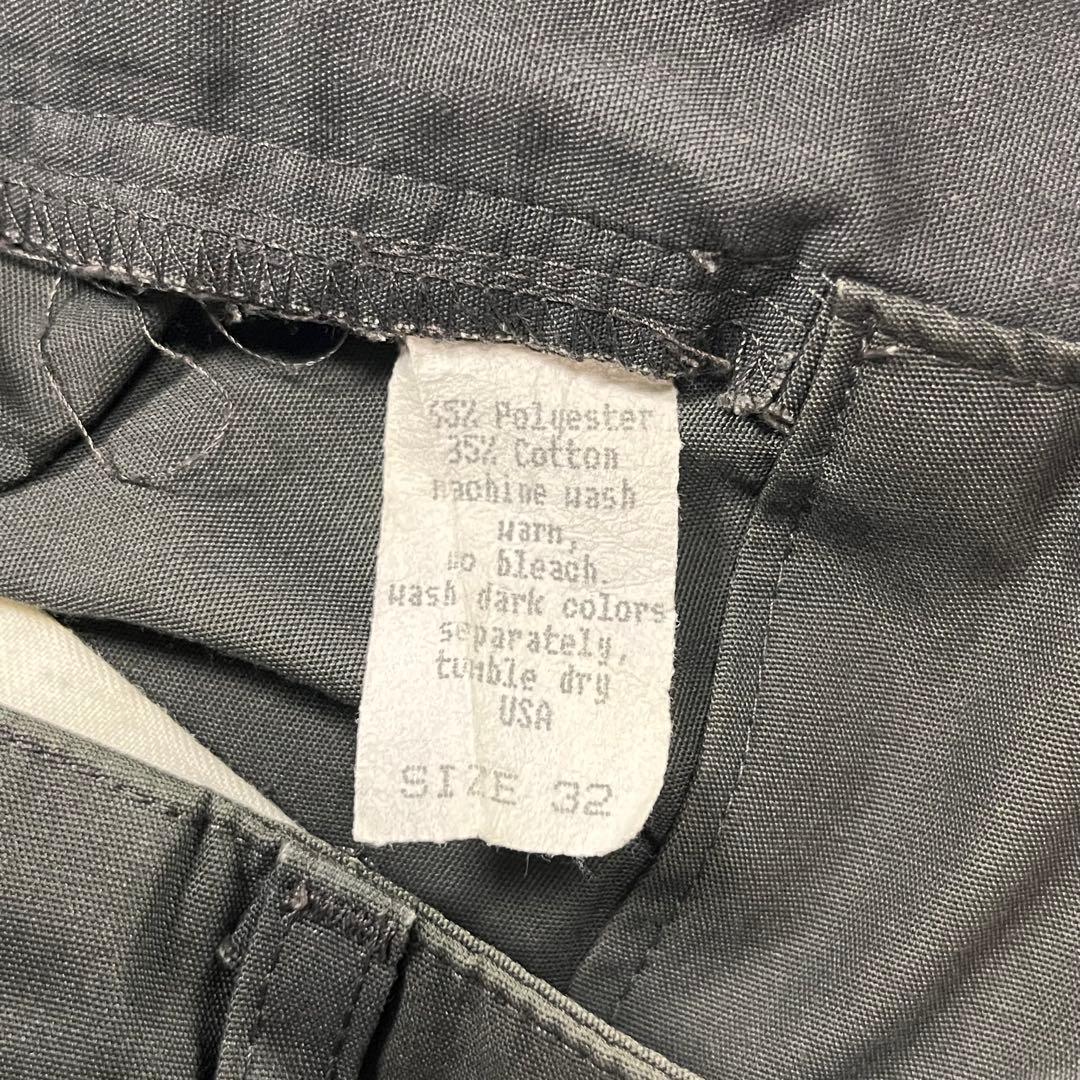 65% Polyester
35% Cotton
machine wash
warm,
no bleach.
wash dark colors
separately,
tumble dry
USA
SIZE 32